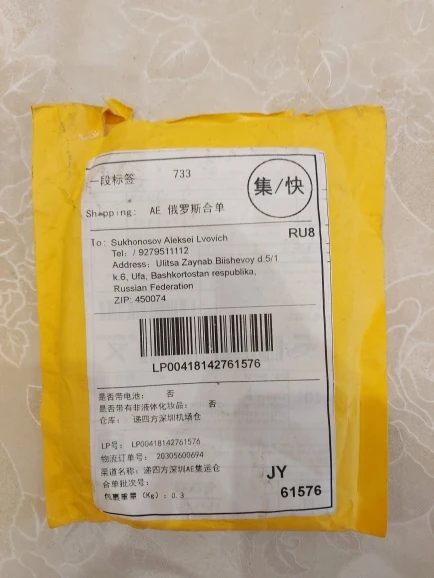 一段标签 733
集/快
Shopping: AE 俄罗斯合单
RU8
To: Sukhonosov Aleksei Lvovich
Tel: / 9279511112
Address: Ulitsa Zaynab Biishevoy d.5/1
k.6, Ufa, Bashkortostan respublika,
Russian Federation
ZIP: 450074
LP00418142761576
是否带电池: 否
是否带有非液体化妆品: 否
仓库: 递四方深圳机场仓
LP号: LP00418142761576
物流订单号: 20305600694
渠道名称: 递四方深圳AE集运仓
合单批次号:
包裹重量 (Kg): 0.3
JY
61576